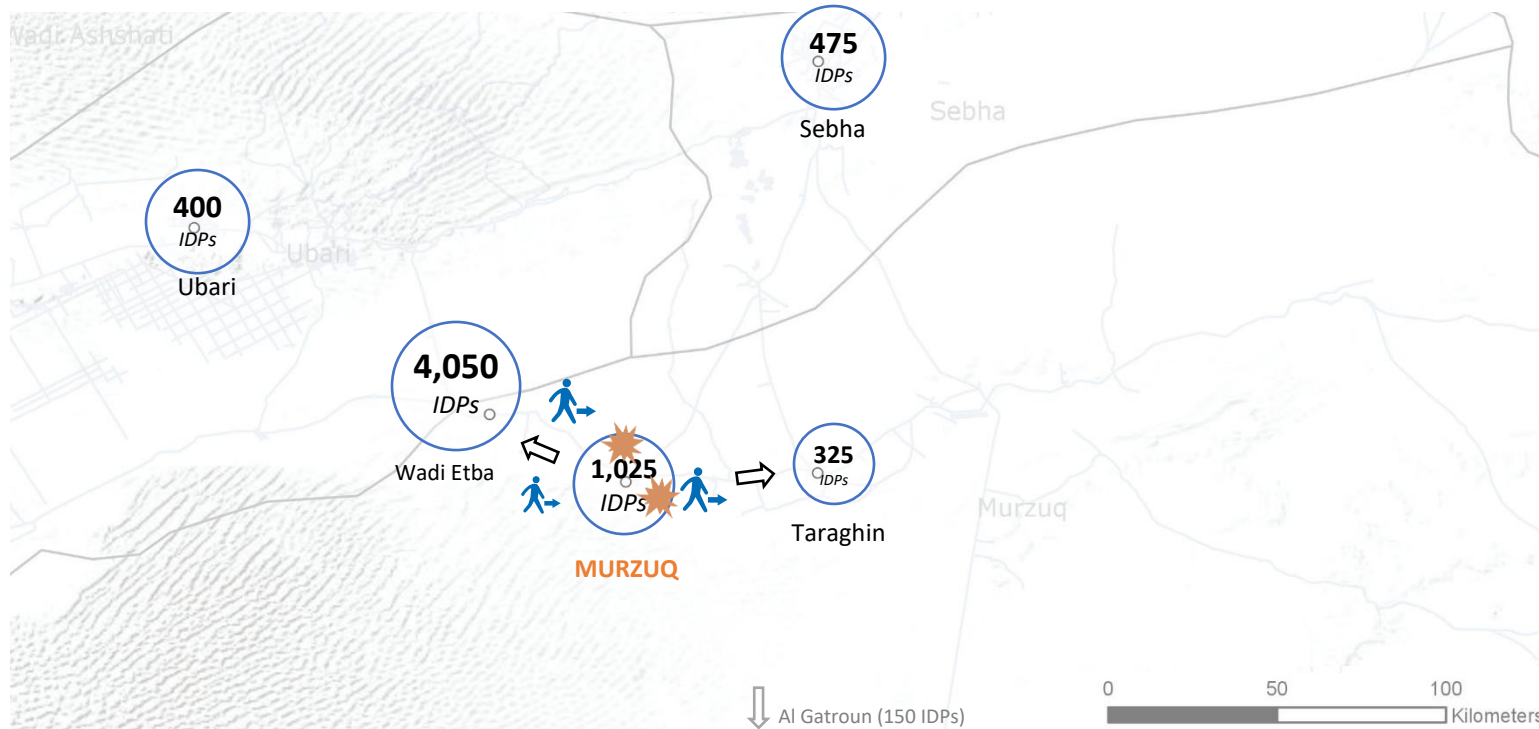 Wadi Ashshati
475
IDPs
Sebha
Sebha
400
IDPs
Ubari
Ubari
4,050
IDPs
Wadi Etba
1,025
IDPs
MURZUQ
325
IDPs
Taraghin
Murzuq
Al Gatroun (150 IDPs)
0 50 100
Kilometers